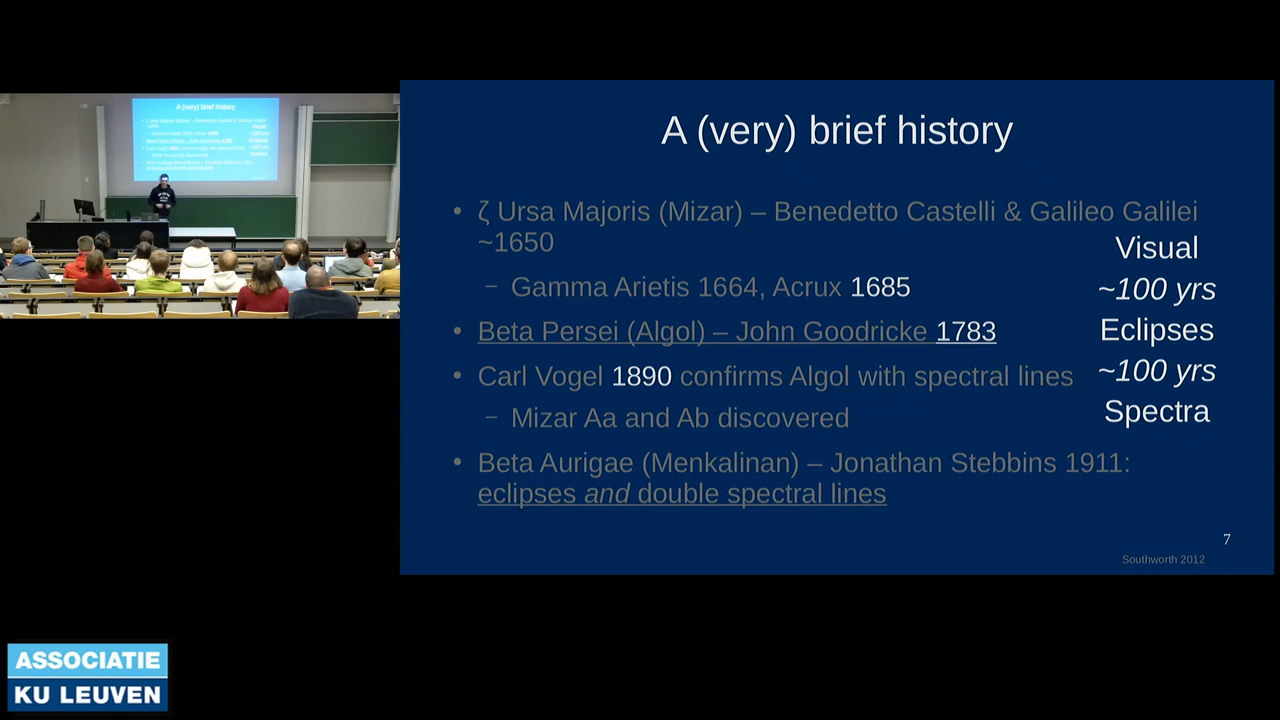 A (very) brief history
• ζ Ursa Majoris (Mizar) – Benedetto Castelli & Galileo Galilei
~1650
– Gamma Arietis 1664, Acrux 1685
• Beta Persei (Algol) – John Goodricke 1783
• Carl Vogel 1890 confirms Algol with spectral lines
– Mizar Aa and Ab discovered
• Beta Aurigae (Menkalinan) – Jonathan Stebbins 1911:
eclipses and double spectral lines
Visual
~100 yrs
Eclipses
~100 yrs
Spectra
7
Southworth 2012
A (very) brief history
ASSOCIATIE
KU LEUVEN